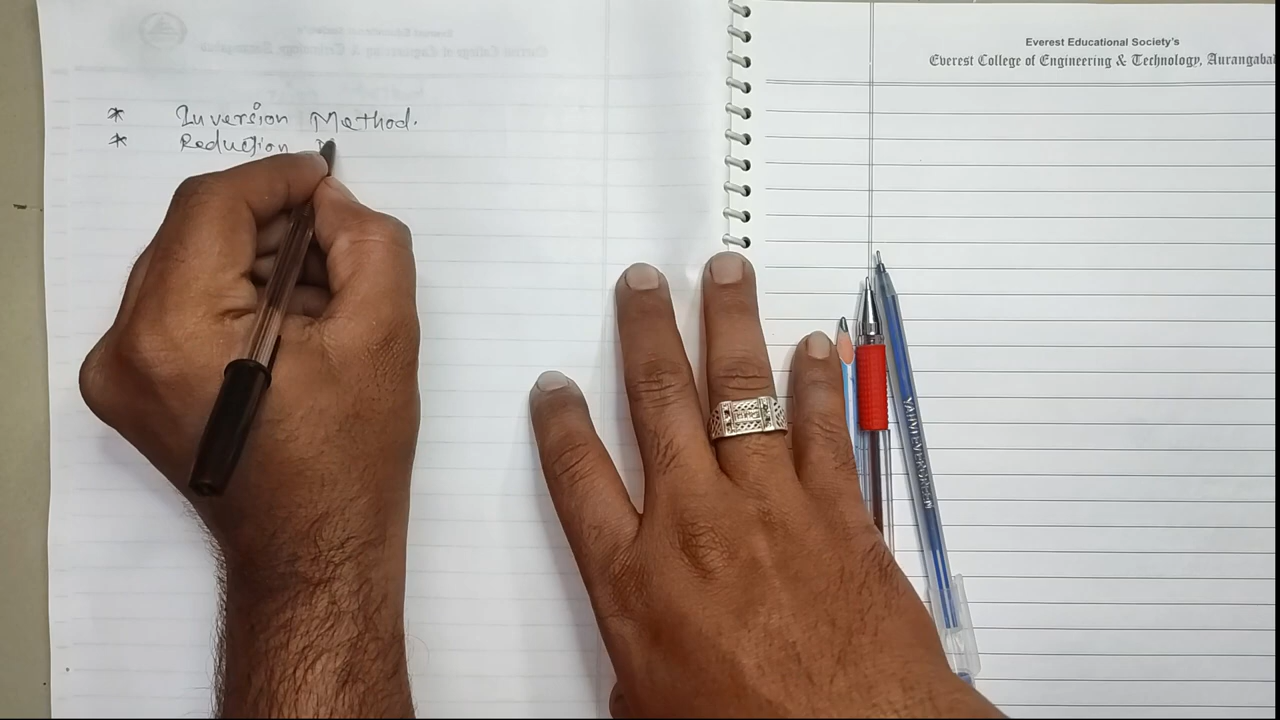 Everest Educational Society's
Everest College of Engineering & Technology, Aurangabad
* Inversion Method.
* Reduction M